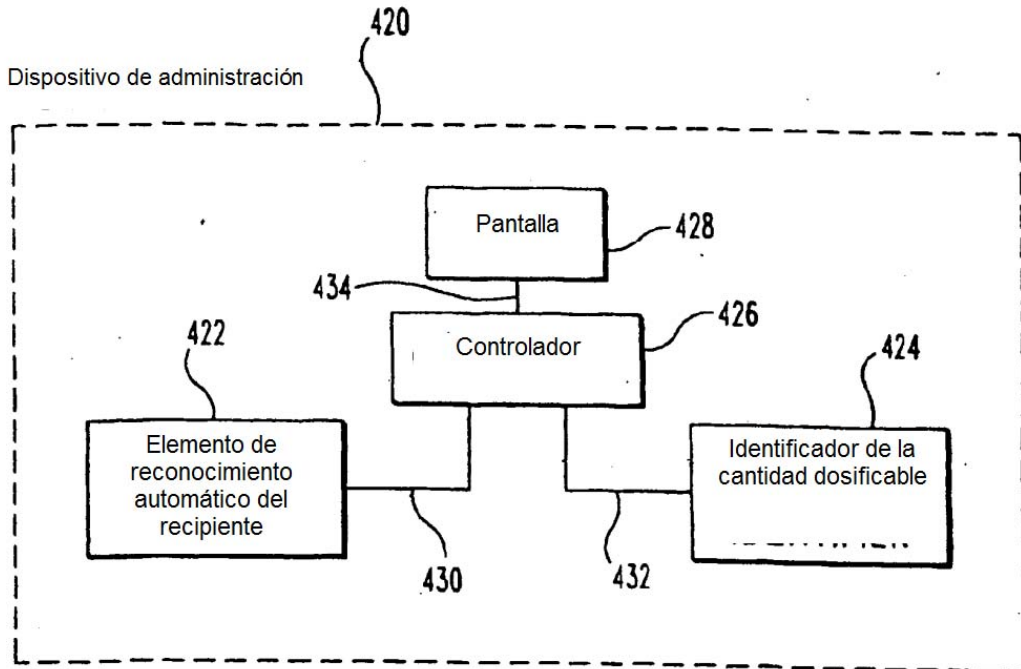 420
Dispositivo de administración
Pantalla
428
434
426
Controlador
422
424
Elemento de
reconocimiento
automático del
recipiente
Identificador de la
cantidad dosificable
430
432